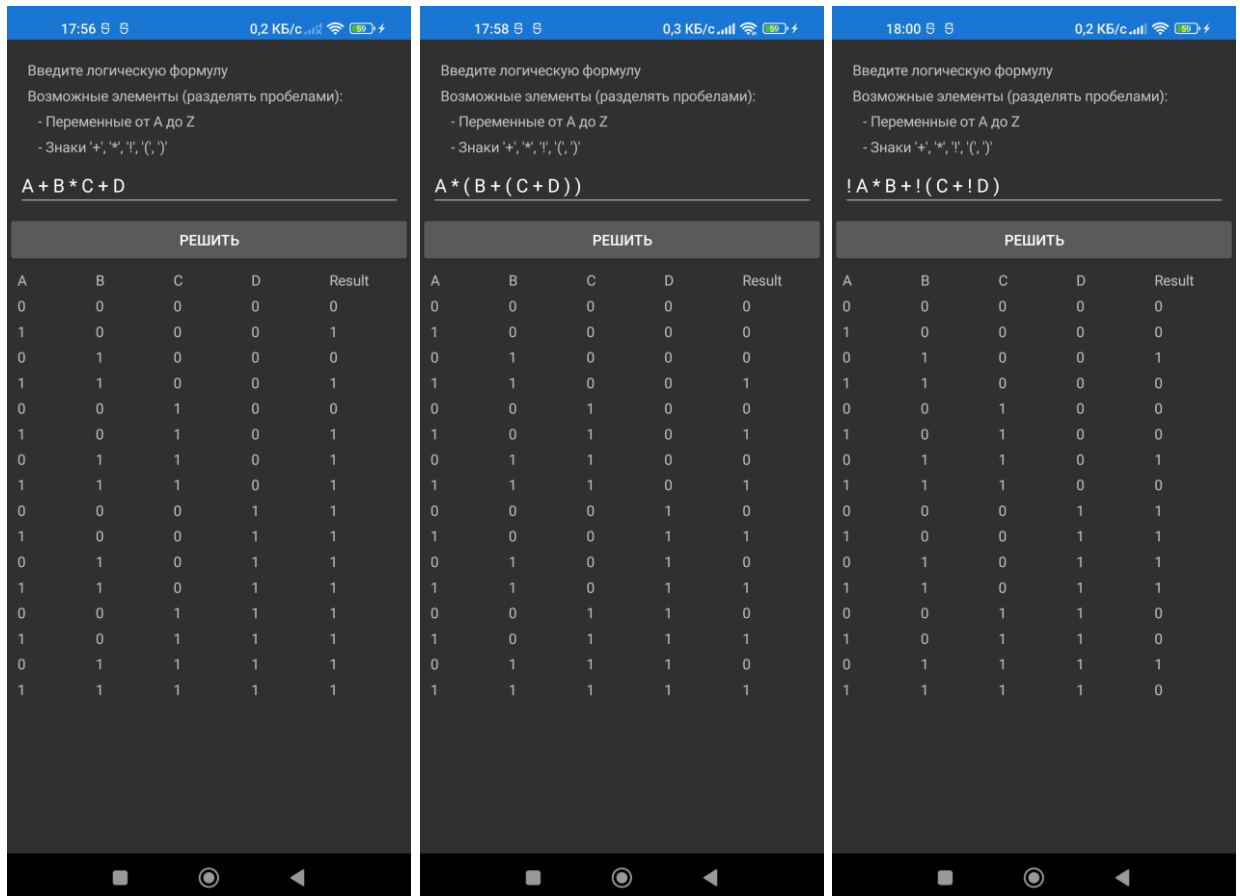 17:56 0,2 КБ/с 59
Введите логическую формулу
Возможные элементы (разделять пробелами):
- Переменные от A до Z
- Знаки '+', '*', '!', '(', ')'
A + B * C + D
РЕШИТЬ
A B C D Result
0 0 0 0 0
1 0 0 0 1
0 1 0 0 0
1 1 0 0 1
0 0 1 0 0
1 0 1 0 1
0 1 1 0 1
1 1 1 0 1
0 0 0 1 1
1 0 0 1 1
0 1 0 1 1
1 1 0 1 1
0 0 1 1 1
1 0 1 1 1
0 1 1 1 1
1 1 1 1 1
17:58 0,3 КБ/с 59
Введите логическую формулу
Возможные элементы (разделять пробелами):
- Переменные от A до Z
- Знаки '+', '*', '!', '(', ')'
A * ( B + ( C + D ) )
РЕШИТЬ
A B C D Result
0 0 0 0 0
1 0 0 0 0
0 1 0 0 0
1 1 0 0 1
0 0 1 0 0
1 0 1 0 1
0 1 1 0 0
1 1 1 0 1
0 0 0 1 0
1 0 0 1 1
0 1 0 1 0
1 1 0 1 1
0 0 1 1 0
1 0 1 1 1
0 1 1 1 0
1 1 1 1 1
18:00 0,2 КБ/с 59
Введите логическую формулу
Возможные элементы (разделять пробелами):
- Переменные от A до Z
- Знаки '+', '*', '!', '(', ')'
! A * B + ! ( C + ! D )
РЕШИТЬ
A B C D Result
0 0 0 0 0
1 0 0 0 0
0 1 0 0 1
1 1 0 0 0
0 0 1 0 0
1 0 1 0 0
0 1 1 0 1
1 1 1 0 0
0 0 0 1 1
1 0 0 1 1
0 1 0 1 1
1 1 0 1 1
0 0 1 1 0
1 0 1 1 0
0 1 1 1 1
1 1 1 1 0